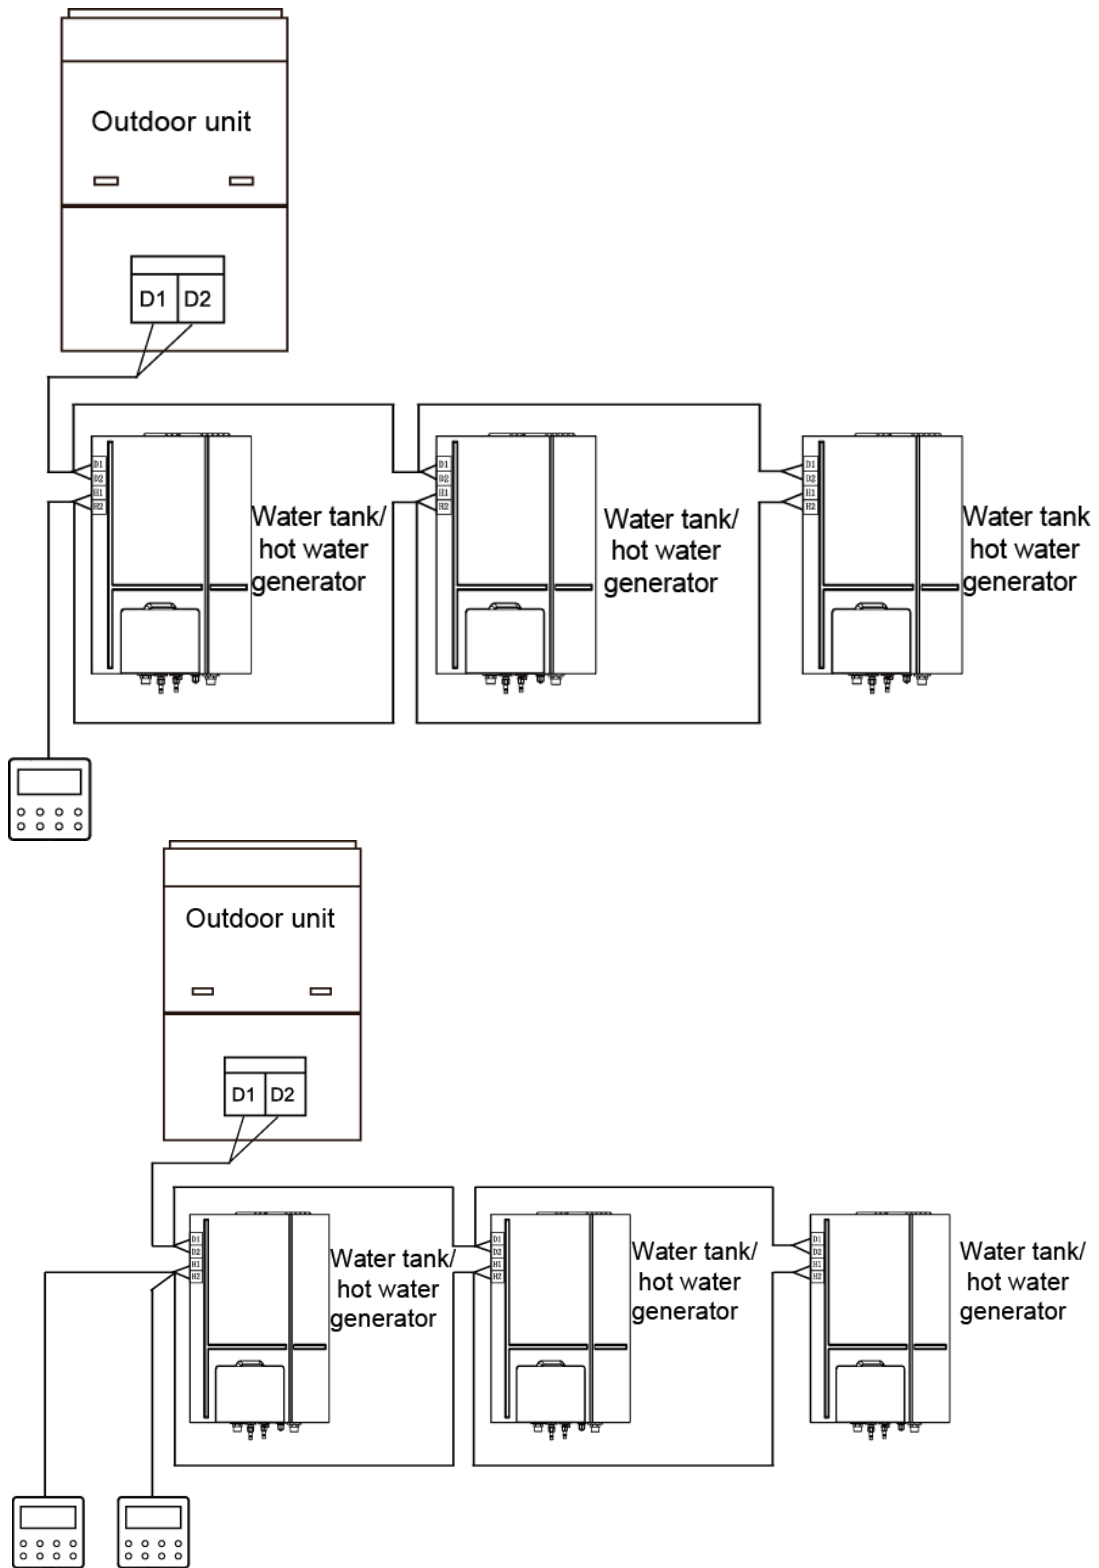 Outdoor unit
D1 D2
D1
D2
H1
H2
Water tank/
hot water
generator
D1
D2
H1
H2
Water tank/
hot water
generator
D1
D2
H1
H2
Water tank
hot water
generator
Outdoor unit
D1 D2
D1
D2
H1
H2
Water tank/
hot water
generator
D1
D2
H1
H2
Water tank/
hot water
generator
D1
D2
H1
H2
Water tank/
hot water
generator